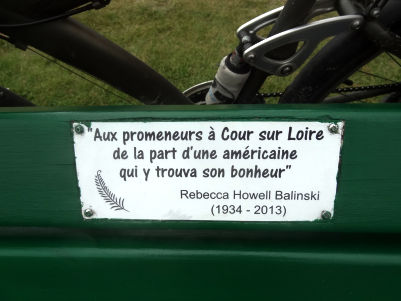 "Aux promeneurs à Cour sur Loire
de la part d'une américaine
qui y trouva son bonheur"
Rebecca Howell Balinski
(1934 - 2013)